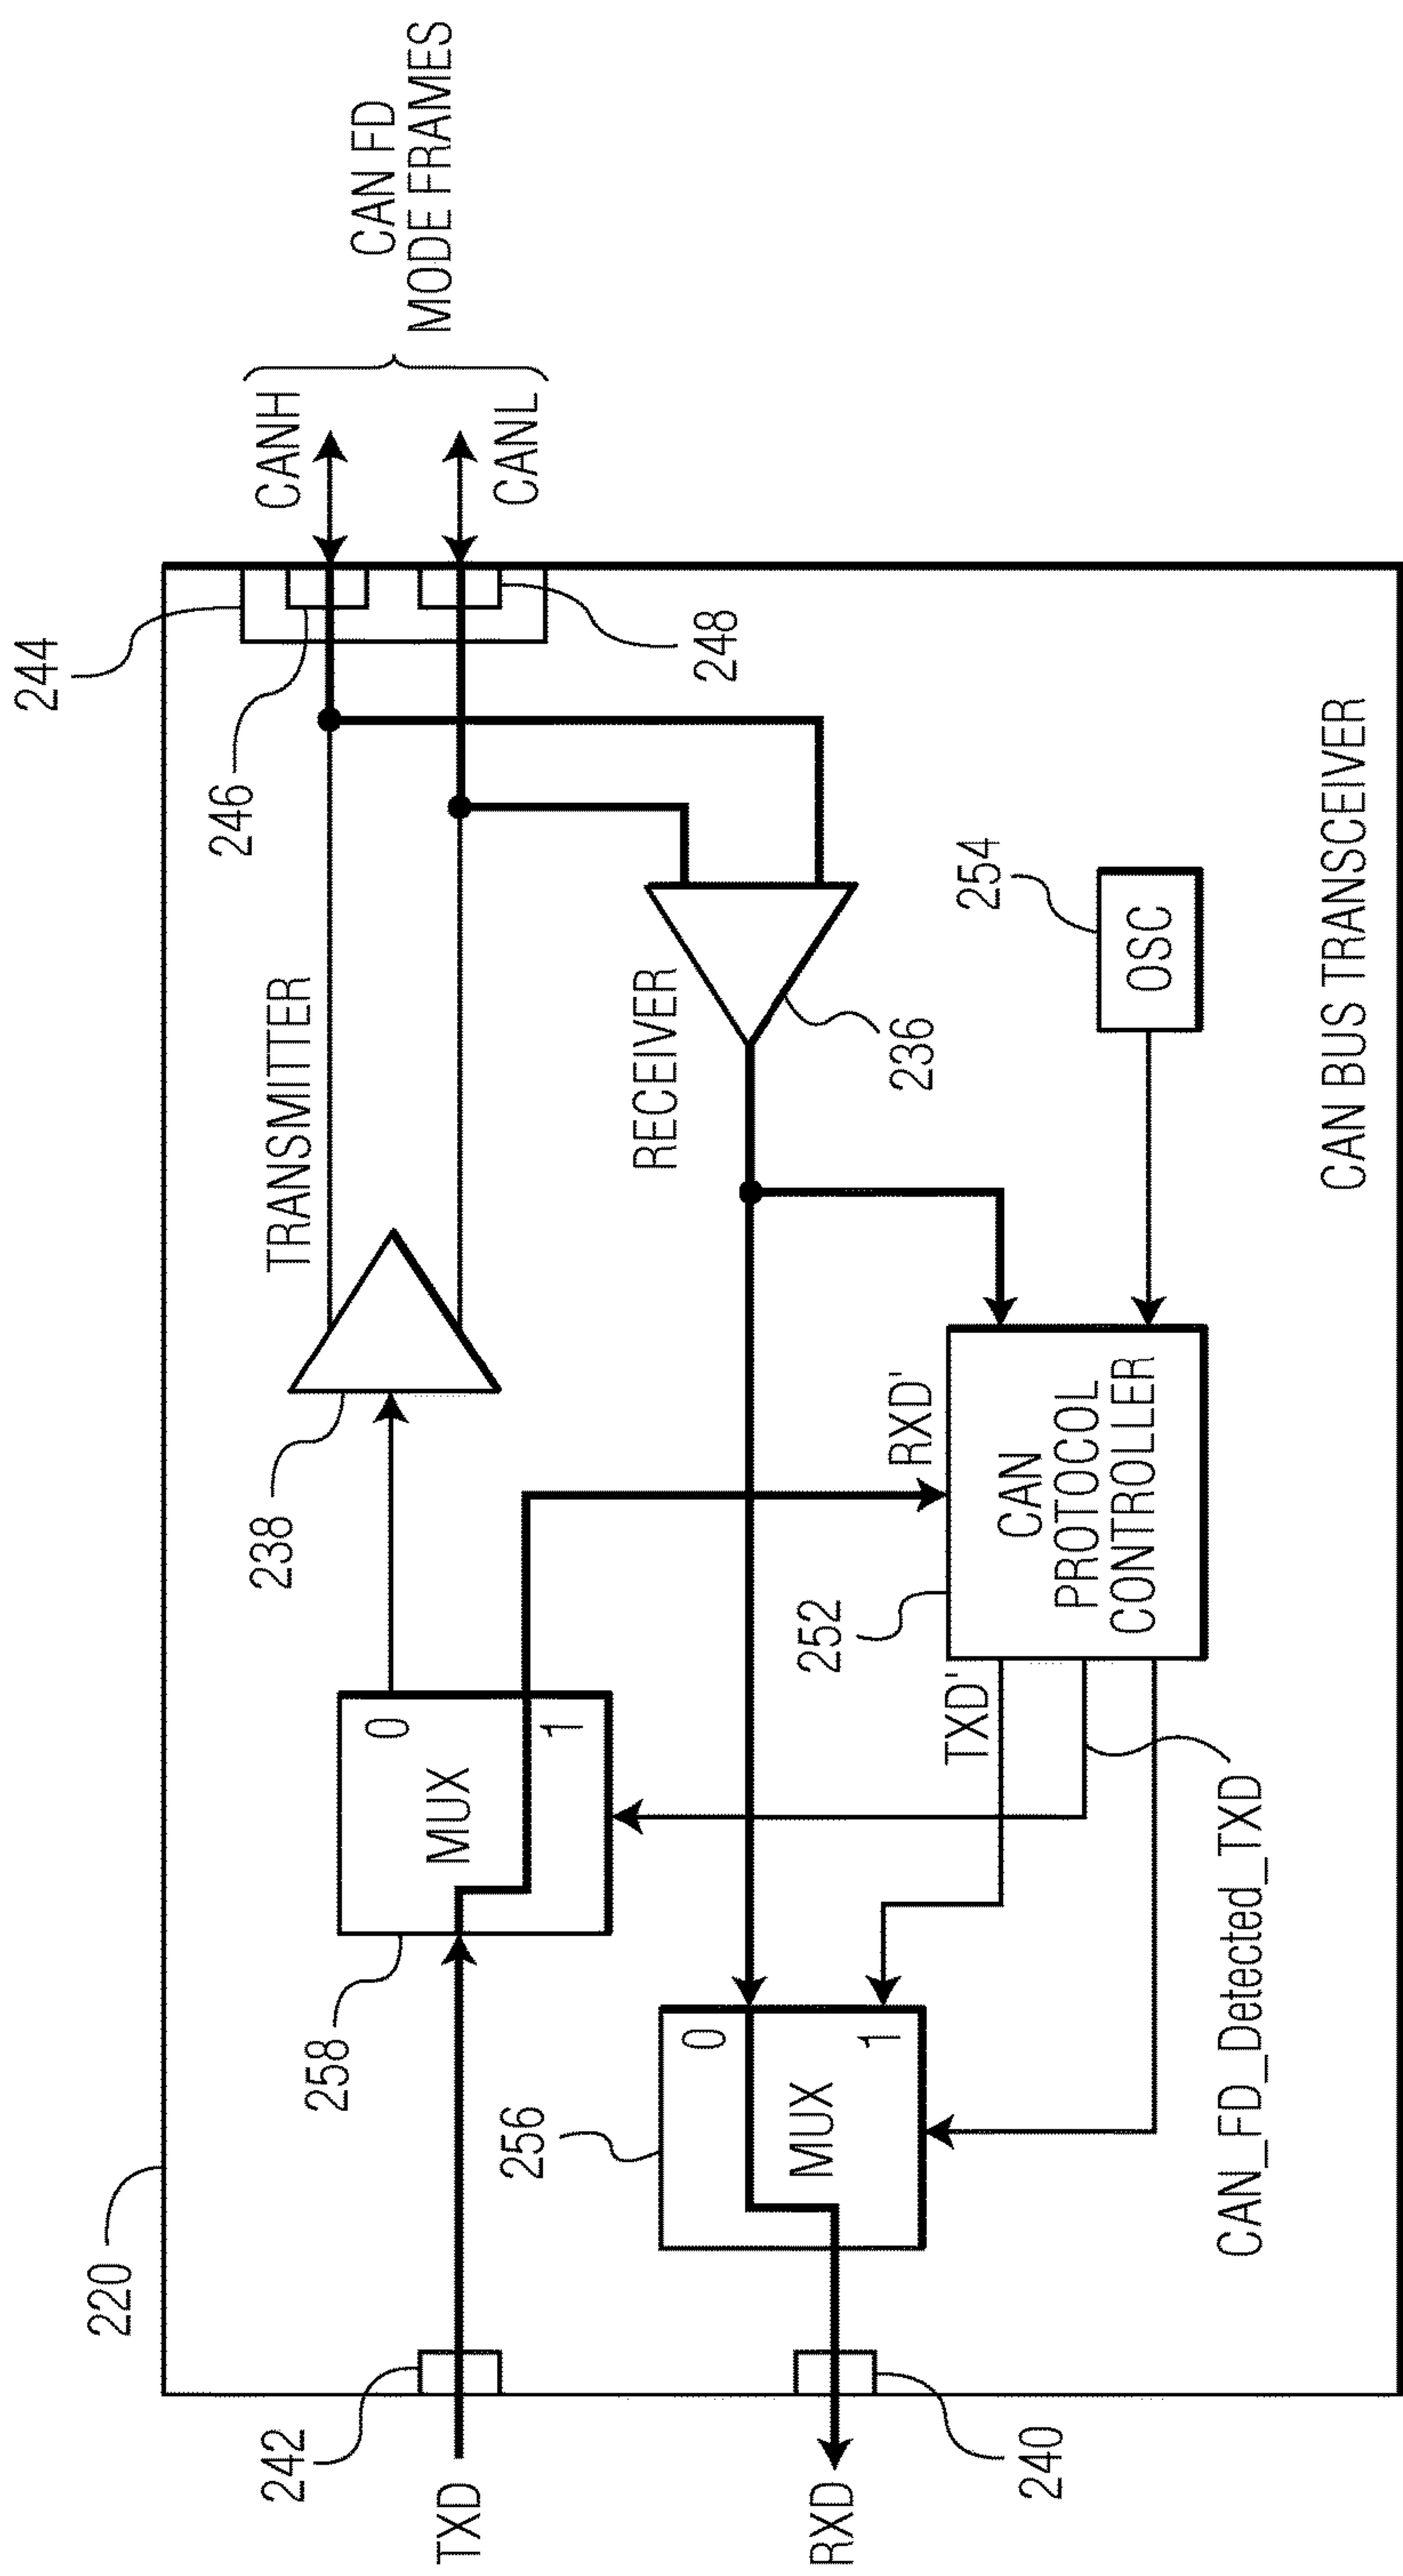 220
242
TXD
258
MUX
0
1
238
TRANSMITTER
246
244
CANH
CANL
CAN FD
MODE FRAMES
248
256
MUX
0
1
RXD
240
RECEIVER
236
TXD'
252
RXD'
CAN
PROTOCOL
CONTROLLER
254
OSC
CAN_FD_Detected_TXD
CAN BUS TRANSCEIVER